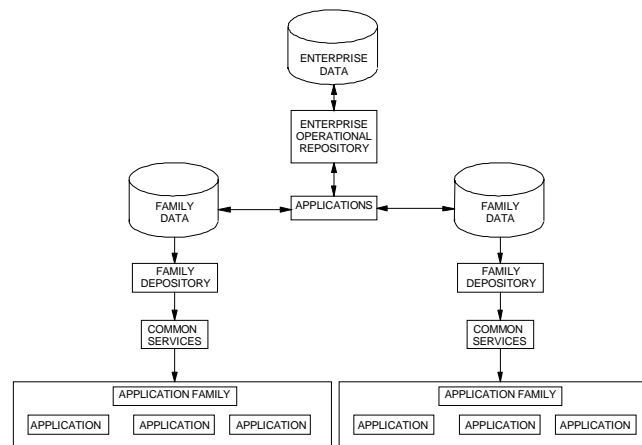 ENTERPRISE
DATA
ENTERPRISE
OPERATIONAL
REPOSITORY
FAMILY
DATA
APPLICATIONS
FAMILY
DATA
FAMILY
DEPOSITORY
FAMILY
DEPOSITORY
COMMON
SERVICES
COMMON
SERVICES
APPLICATION FAMILY
APPLICATION
APPLICATION
APPLICATION
APPLICATION FAMILY
APPLICATION
APPLICATION
APPLICATION